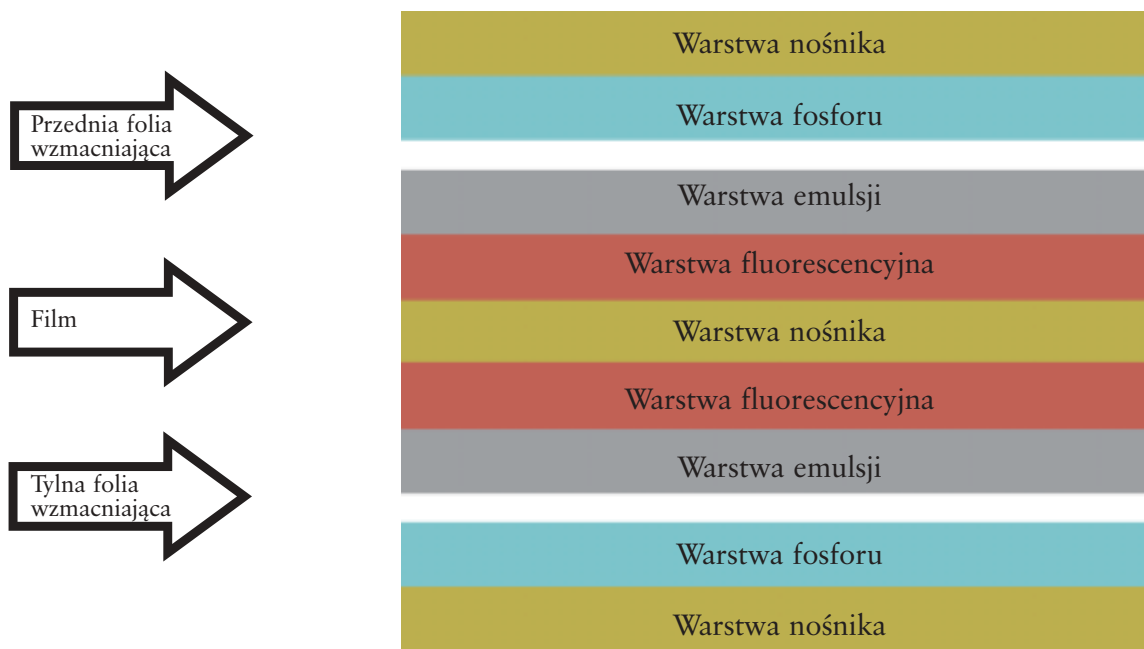 Przednia folia
wzmacniająca
Film
Tylna folia
wzmacniająca
Warstwa nośnika
Warstwa fosforu
Warstwa emulsji
Warstwa fluorescencyjna
Warstwa nośnika
Warstwa fluorescencyjna
Warstwa emulsji
Warstwa fosforu
Warstwa nośnika